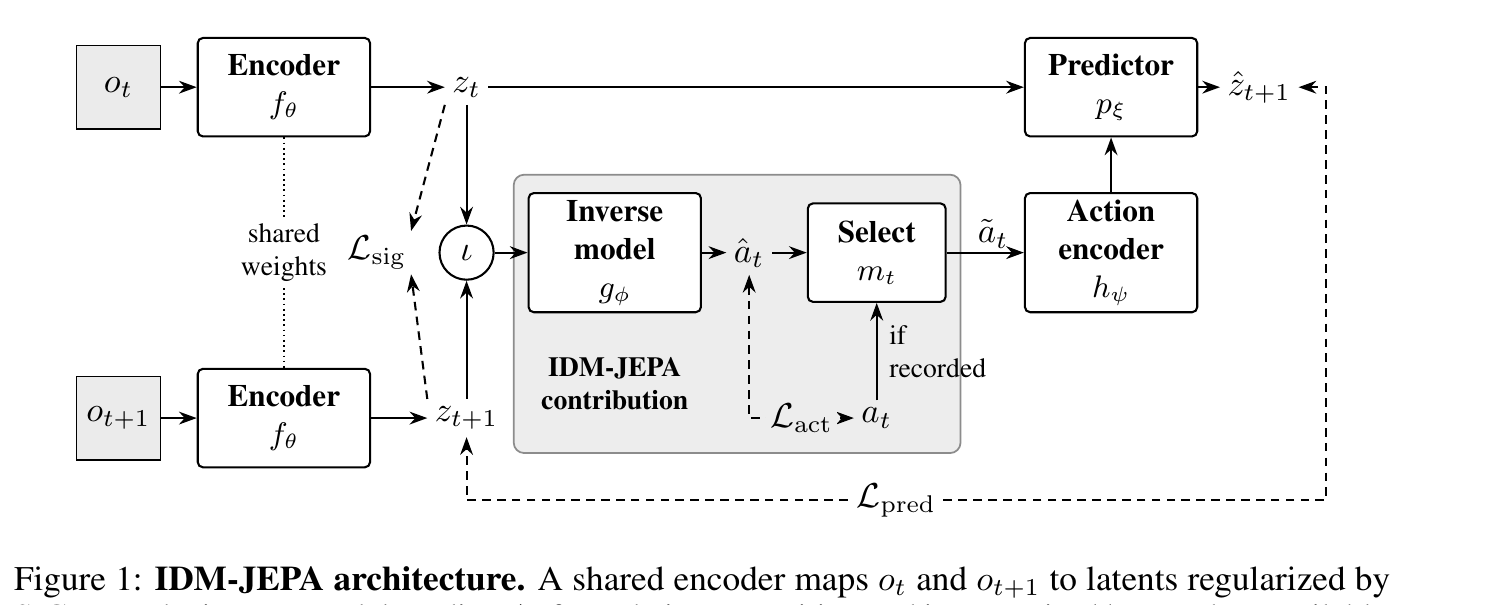 o_t
Encoder
f_θ
z_t
Predictor
p_ξ
ẑ_{t+1}
shared
weights
ℒ_sig
ι
Inverse
model
g_ϕ
â_t
Select
m_t
ã_t
Action
encoder
h_ψ
if
recorded
IDM-JEPA
contribution
o_{t+1}
Encoder
f_θ
z_{t+1}
ℒ_act
a_t
ℒ_pred
Figure 1: IDM-JEPA architecture. A shared encoder maps o_t and o_{t+1} to latents regularized by